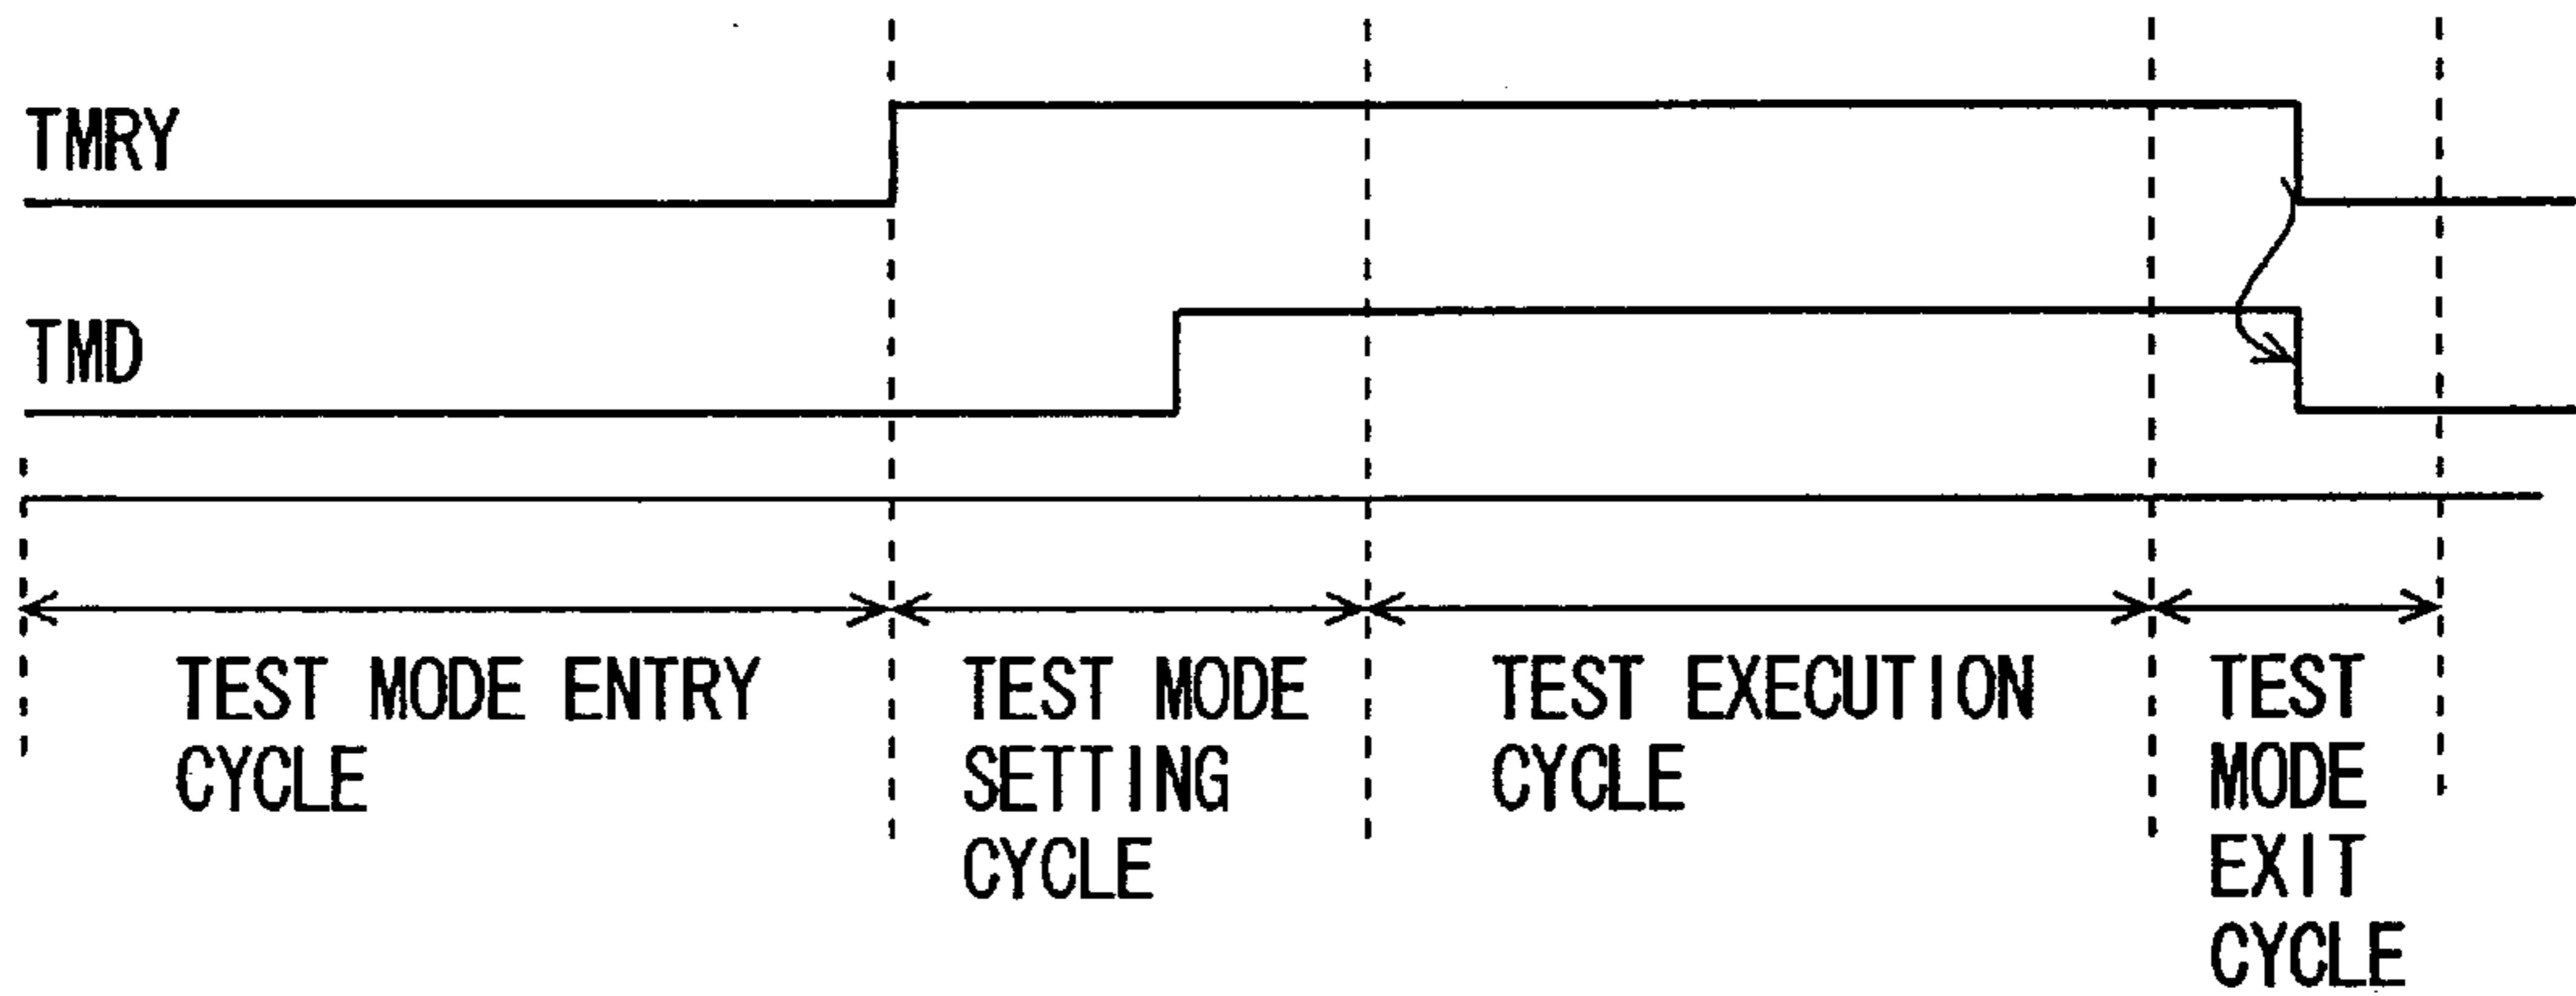 TMRY
TMD
TEST MODE ENTRY
CYCLE
TEST MODE
SETTING
CYCLE
TEST EXECUTION
CYCLE
TEST
MODE
EXIT
CYCLE